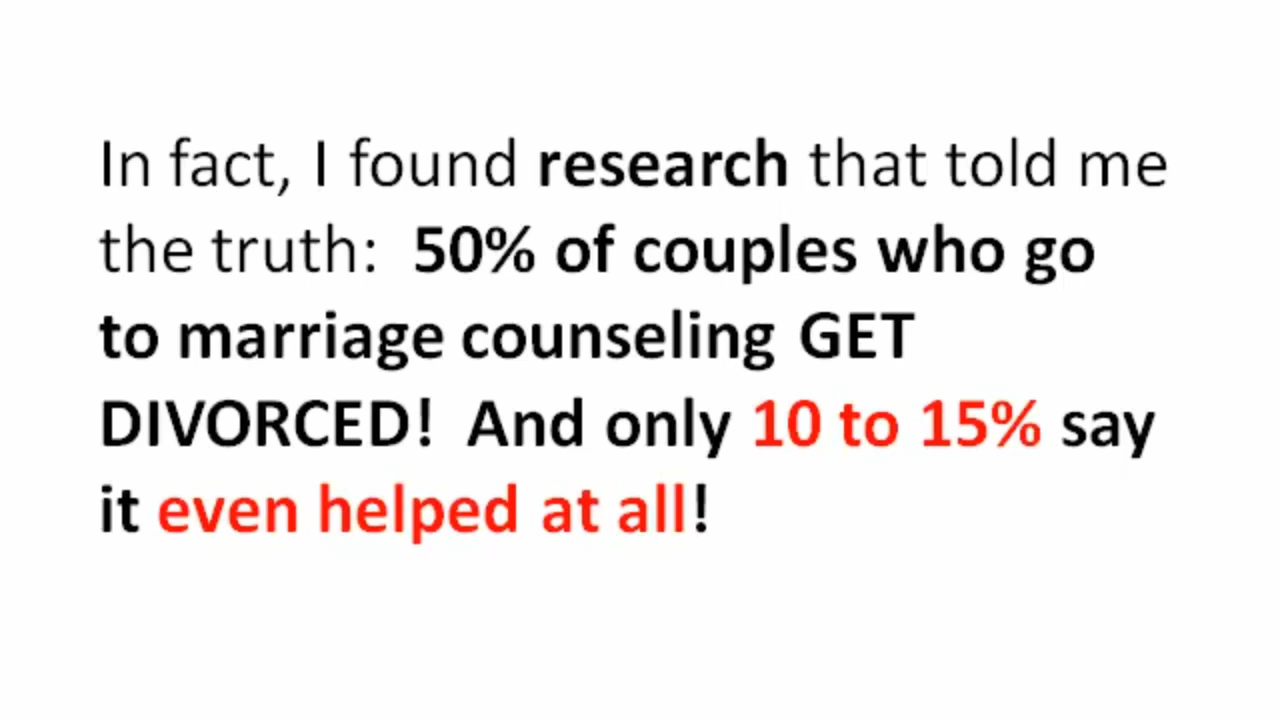 In fact, I found research that told me
the truth:  50% of couples who go
to marriage counseling GET
DIVORCED!  And only 10 to 15% say
it even helped at all!